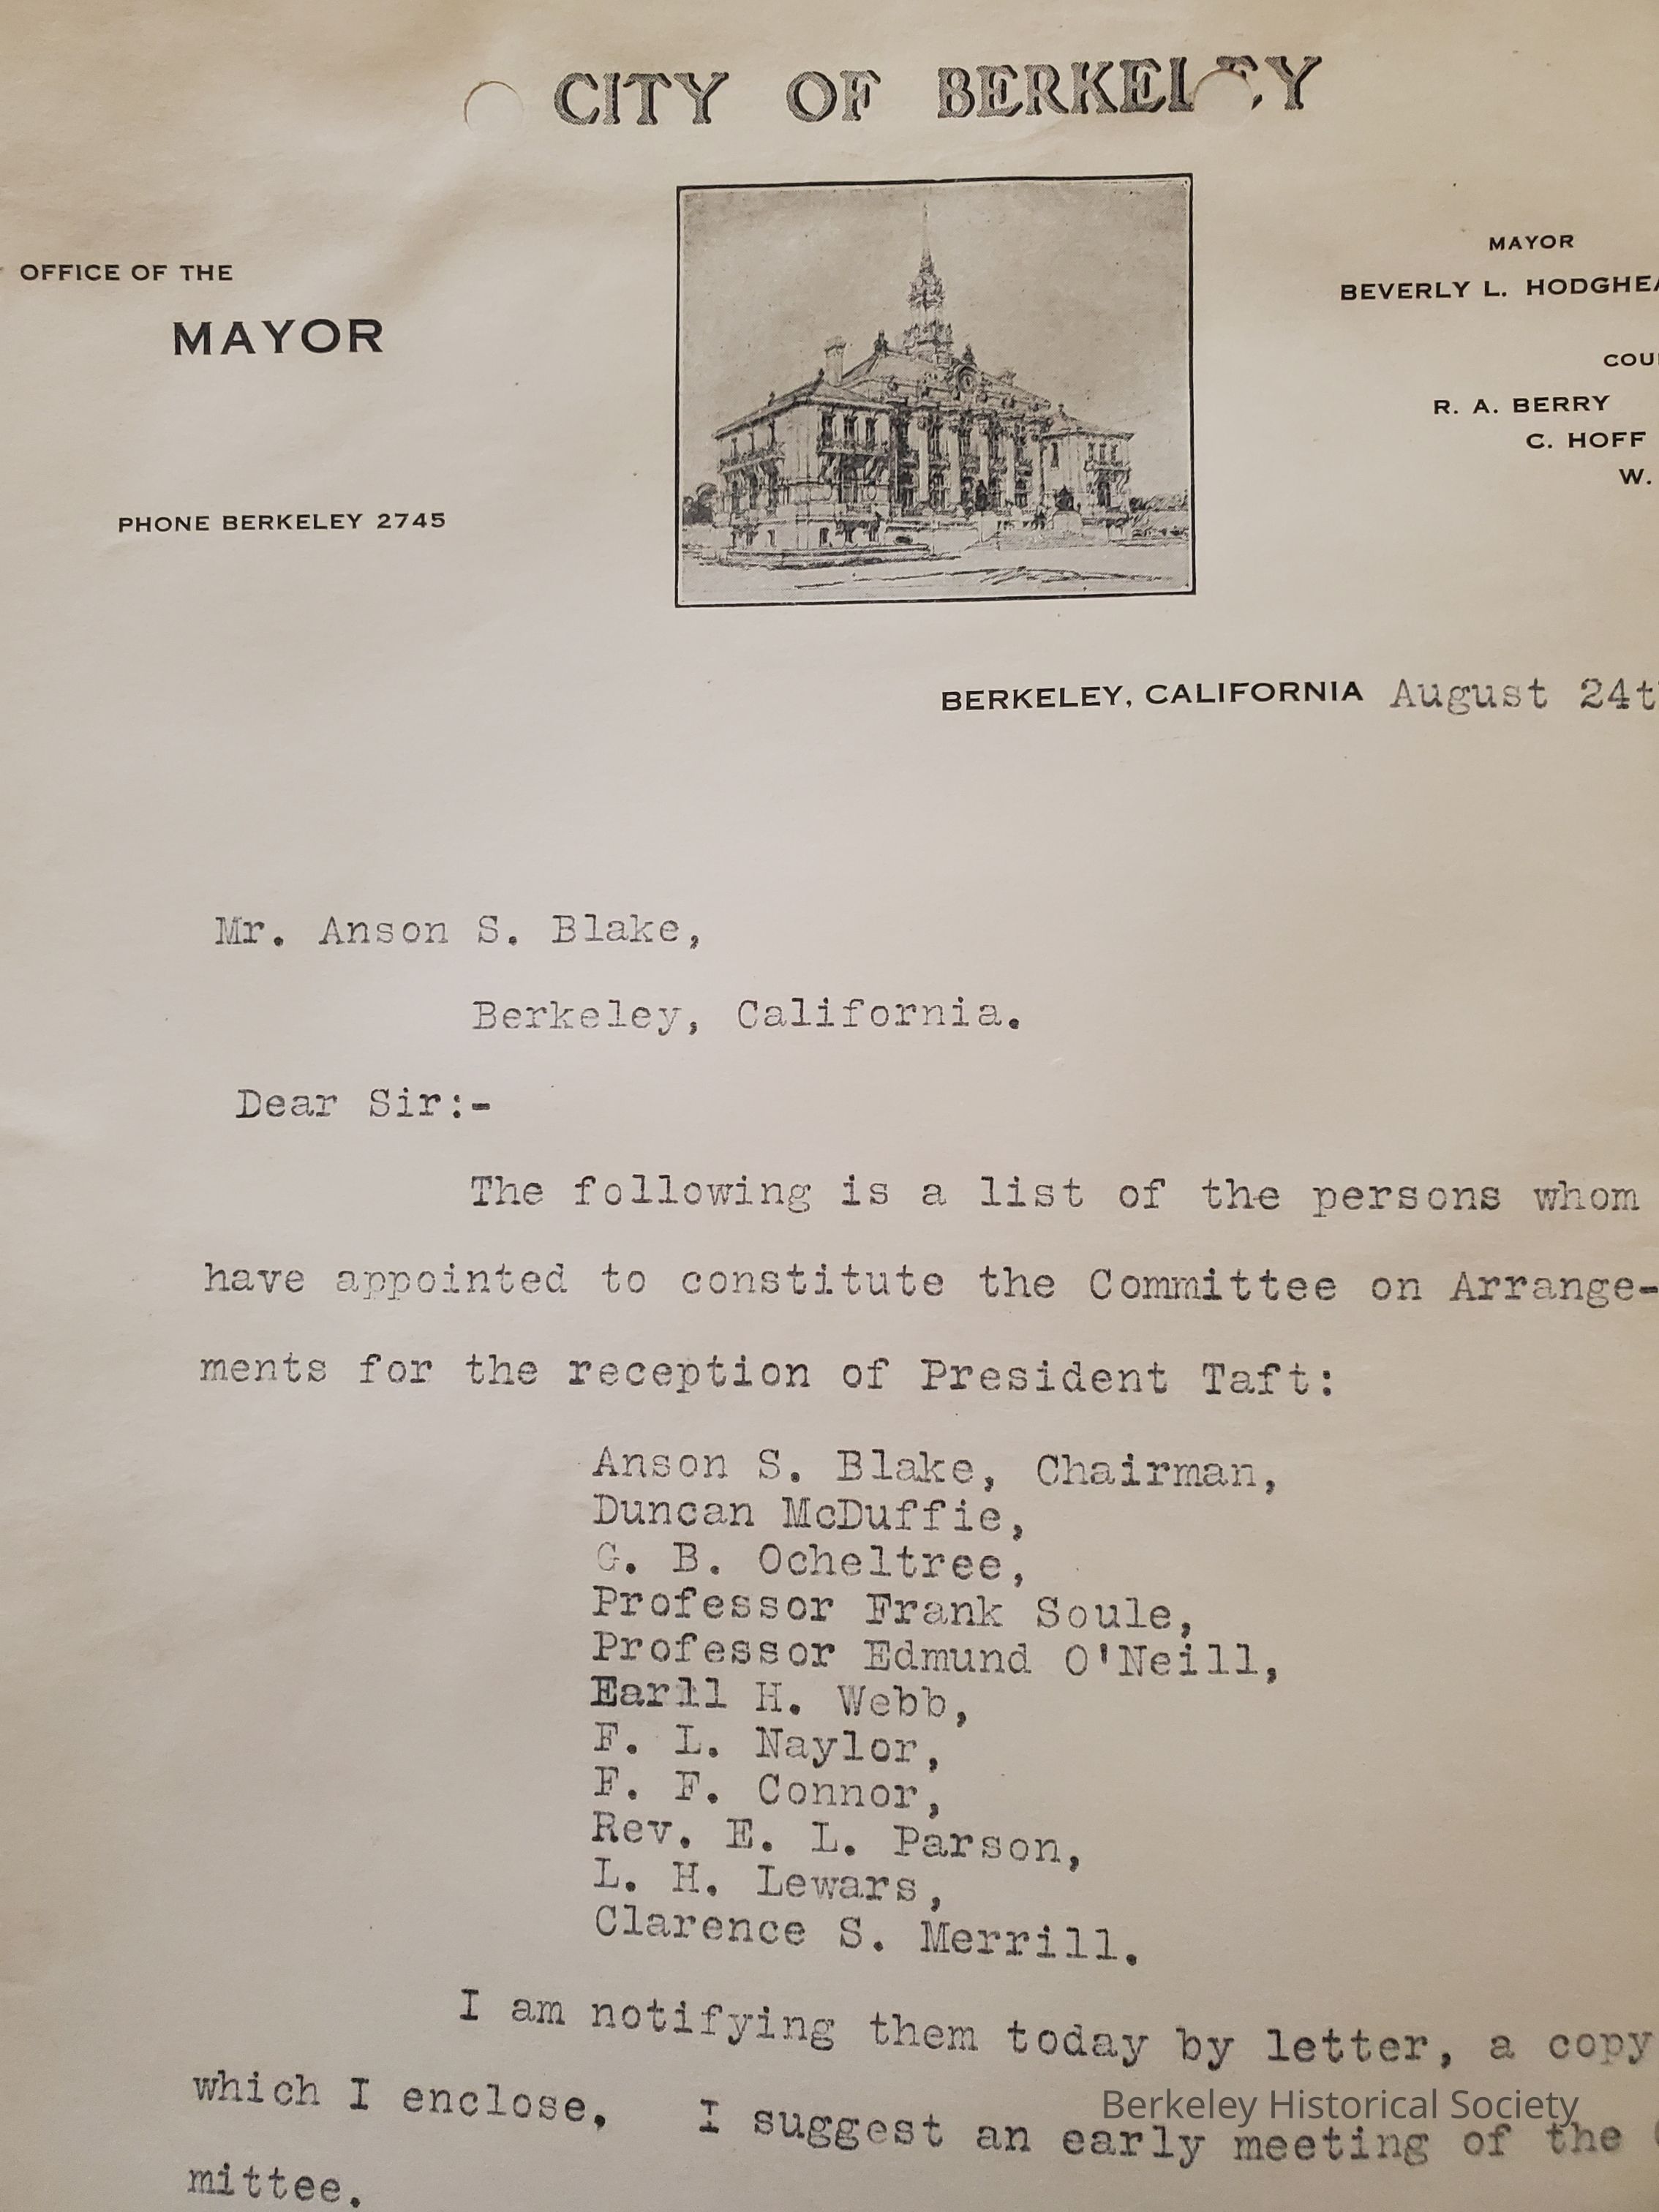 CITY OF BERKELEY
OFFICE OF THE
MAYOR
PHONE BERKELEY 2745
MAYOR
BEVERLY L. HODGHEA
COU
R. A. BERRY
C. HOFF
W.
BERKELEY, CALIFORNIA August 24t
Mr. Anson S. Blake,
Berkeley, California.
Dear Sir:-
The following is a list of the persons whom
have appointed to constitute the Committee on Arrange-
ments for the reception of President Taft:
Anson S. Blake, Chairman,
Duncan McDuffie,
G. B. Ocheltree,
Professor Frank Soule,
Professor Edmund O'Neill,
Earll H. Webb,
F. L. Naylor,
F. F. Connor,
Rev. E. L. Parson,
L. H. Lewars,
Clarence S. Merrill.
I am notifying them today by letter, a copy
which I enclose. I suggest an early meeting of the
mittee.
Berkeley Historical Society